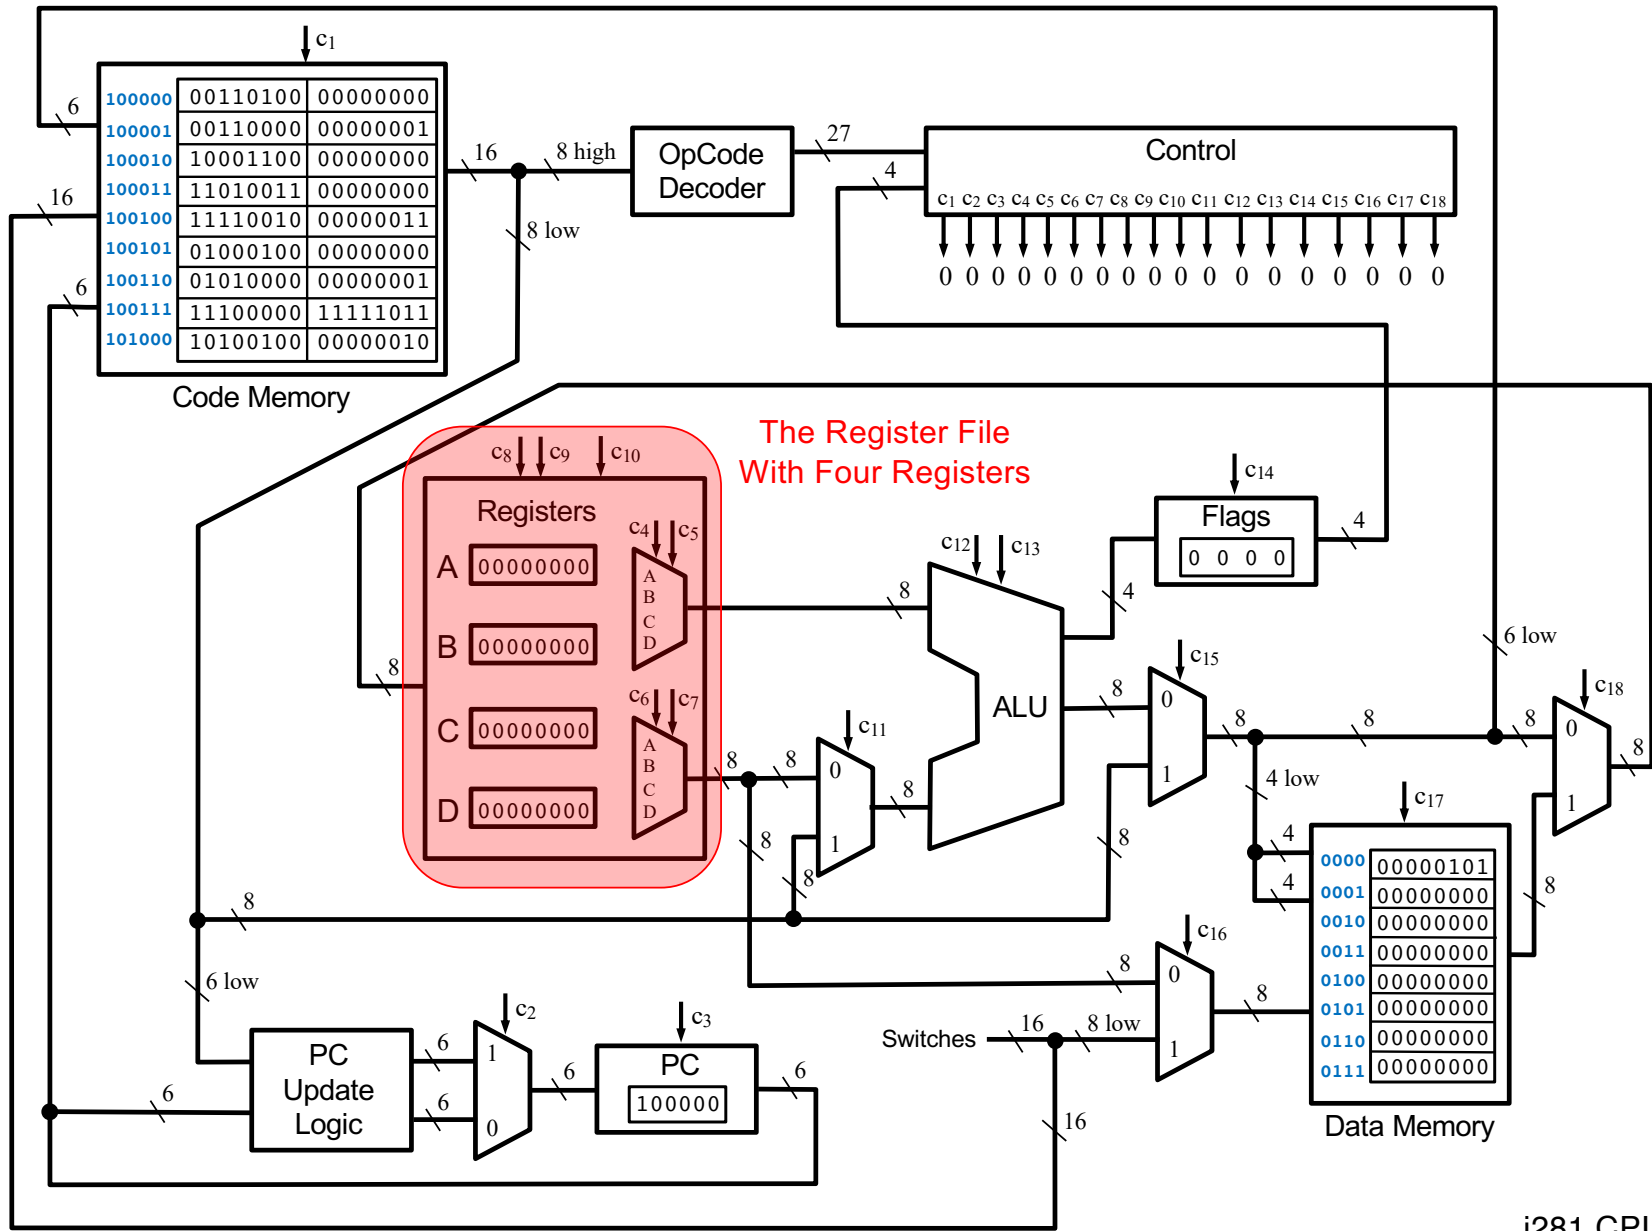 c1
6
16
6
100000 00110100 00000000
100001 00110000 00000001
100010 10001100 00000000
100011 11010011 00000000
100100 11110010 00000011
100101 01000100 00000000
100110 01010000 00000001
100111 11100000 11111011
101000 10100100 00000010
Code Memory
16
8 high
8 low
OpCode
Decoder
27
4
Control
c1 c2 c3 c4 c5 c6 c7 c8 c9 c10 c11 c12 c13 c14 c15 c16 c17 c18
0 0 0 0 0 0 0 0 0 0 0 0 0 0 0 0 0 0
The Register File
With Four Registers
c8 c9 c10
Registers
A 00000000
B 00000000
C 00000000
D 00000000
c4 c5
A
B
C
D
c6 c7
A
B
C
D
8
8
8
8
8
c11
0
1
8
8
c12 c13
ALU
4
8
c14
Flags
0 0 0 0
4
c15
0
1
8
8
8
8
6 low
4 low
4
4
c18
0
1
8
8
c17
0000 00000101
0001 00000000
0010 00000000
0011 00000000
0100 00000000
0101 00000000
0110 00000000
0111 00000000
Data Memory
8
6 low
6
PC
Update
Logic
6
6
c2
1
0
6
c3
PC
100000
6
Switches
16
8 low
16
8
c16
0
1
8
i281 CPU